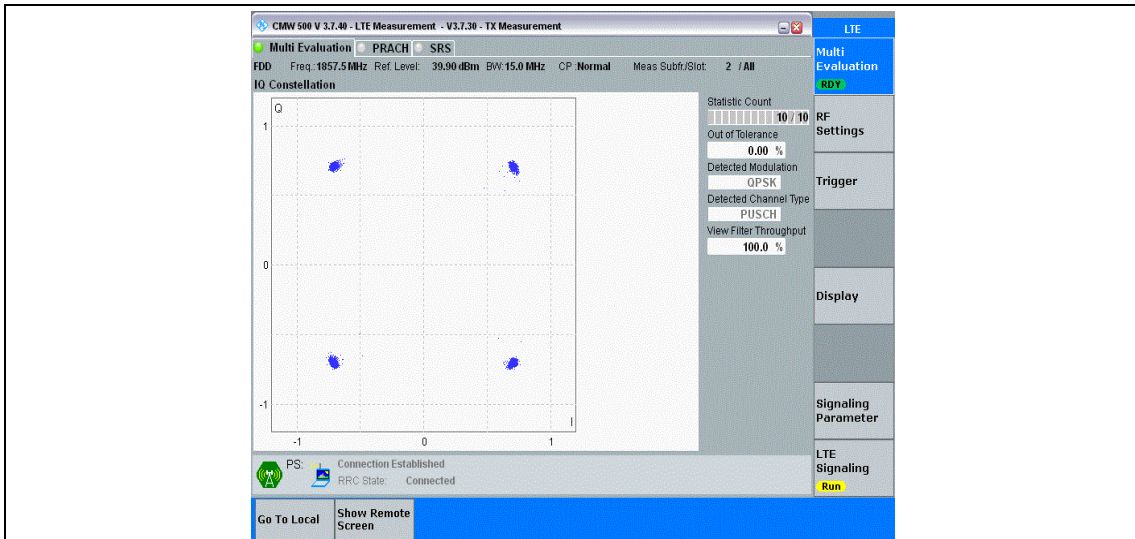 CMW 500 V 3.7.40 - LTE Measurement - V3.7.30 - TX Measurement
LTE
Multi Evaluation PRACH SRS
Multi
Evaluation
RDY
FDD Freq.: 1857.5 MHz Ref. Level: 39.90 dBm BW: 15.0 MHz CP : Normal Meas Subfr./Slot: 2 / All
IQ Constellation
Q
1
0
-1
-1 0 1
I
Statistic Count
10 / 10
Out of Tolerance
0.00 %
Detected Modulation
QPSK
Detected Channel Type
PUSCH
View Filter Throughput
100.0 %
RF
Settings
Trigger
Display
Signaling
Parameter
LTE
Signaling
Run
PS: Connection Established
RRC State: Connected
Go To Local
Show Remote
Screen